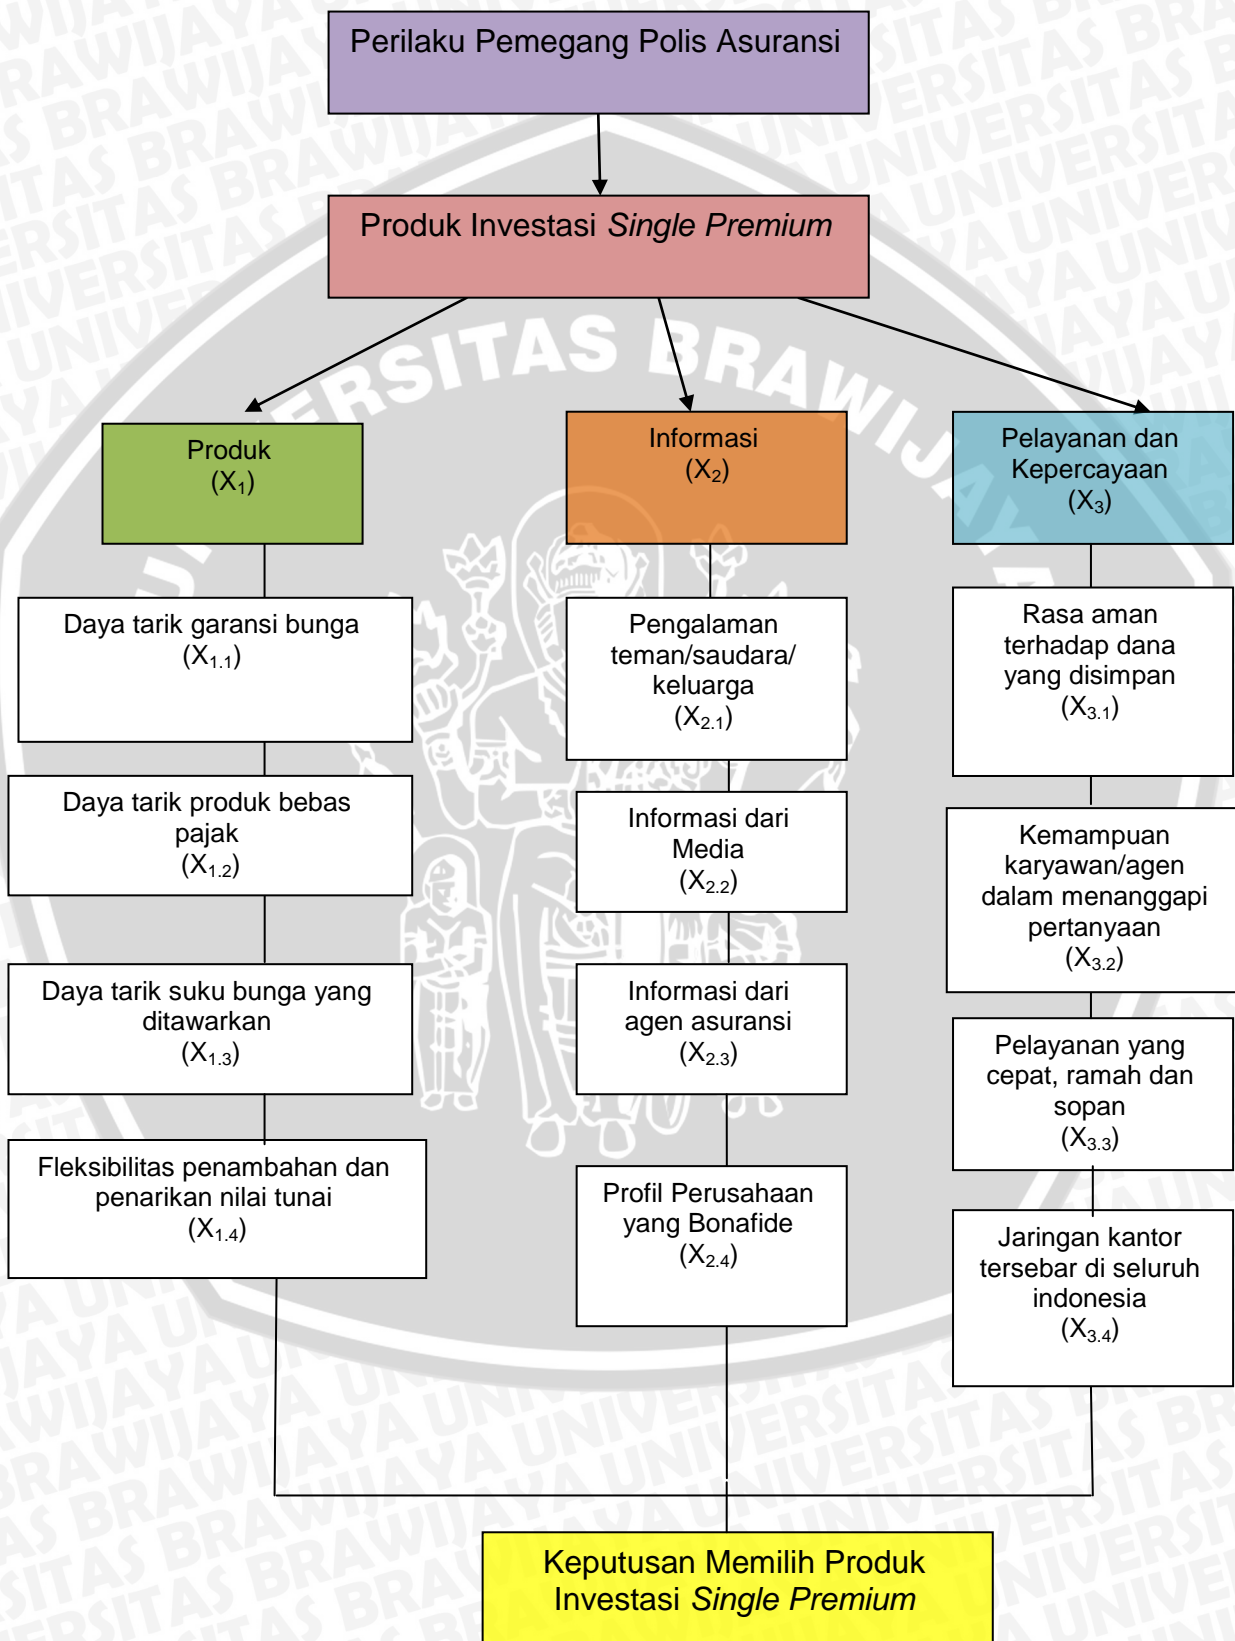 Perilaku Pemegang Polis Asuransi
Produk Investasi Single Premium
Produk
(X1)
Informasi
(X2)
Pelayanan dan
Kepercayaan
(X3)
Daya tarik garansi bunga
(X1.1)
Daya tarik produk bebas
pajak
(X1.2)
Daya tarik suku bunga yang
ditawarkan
(X1.3)
Fleksibilitas penambahan dan
penarikan nilai tunai
(X1.4)
Pengalaman
teman/saudara/
keluarga
(X2.1)
Informasi dari
Media
(X2.2)
Informasi dari
agen asuransi
(X2.3)
Profil Perusahaan
yang Bonafide
(X2.4)
Rasa aman
terhadap dana
yang disimpan
(X3.1)
Kemampuan
karyawan/agen
dalam menanggapi
pertanyaan
(X3.2)
Pelayanan yang
cepat, ramah dan
sopan
(X3.3)
Jaringan kantor
tersebar di seluruh
indonesia
(X3.4)
Keputusan Memilih Produk
Investasi Single Premium